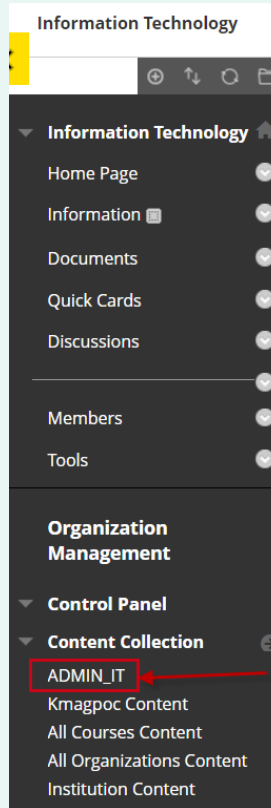 Information Technology
Information Technology
Home Page
Information
Documents
Quick Cards
Discussions
Members
Tools
Organization
Management
Control Panel
Content Collection
ADMIN_IT
Kmagpoc Content
All Courses Content
All Organizations Content
Institution Content